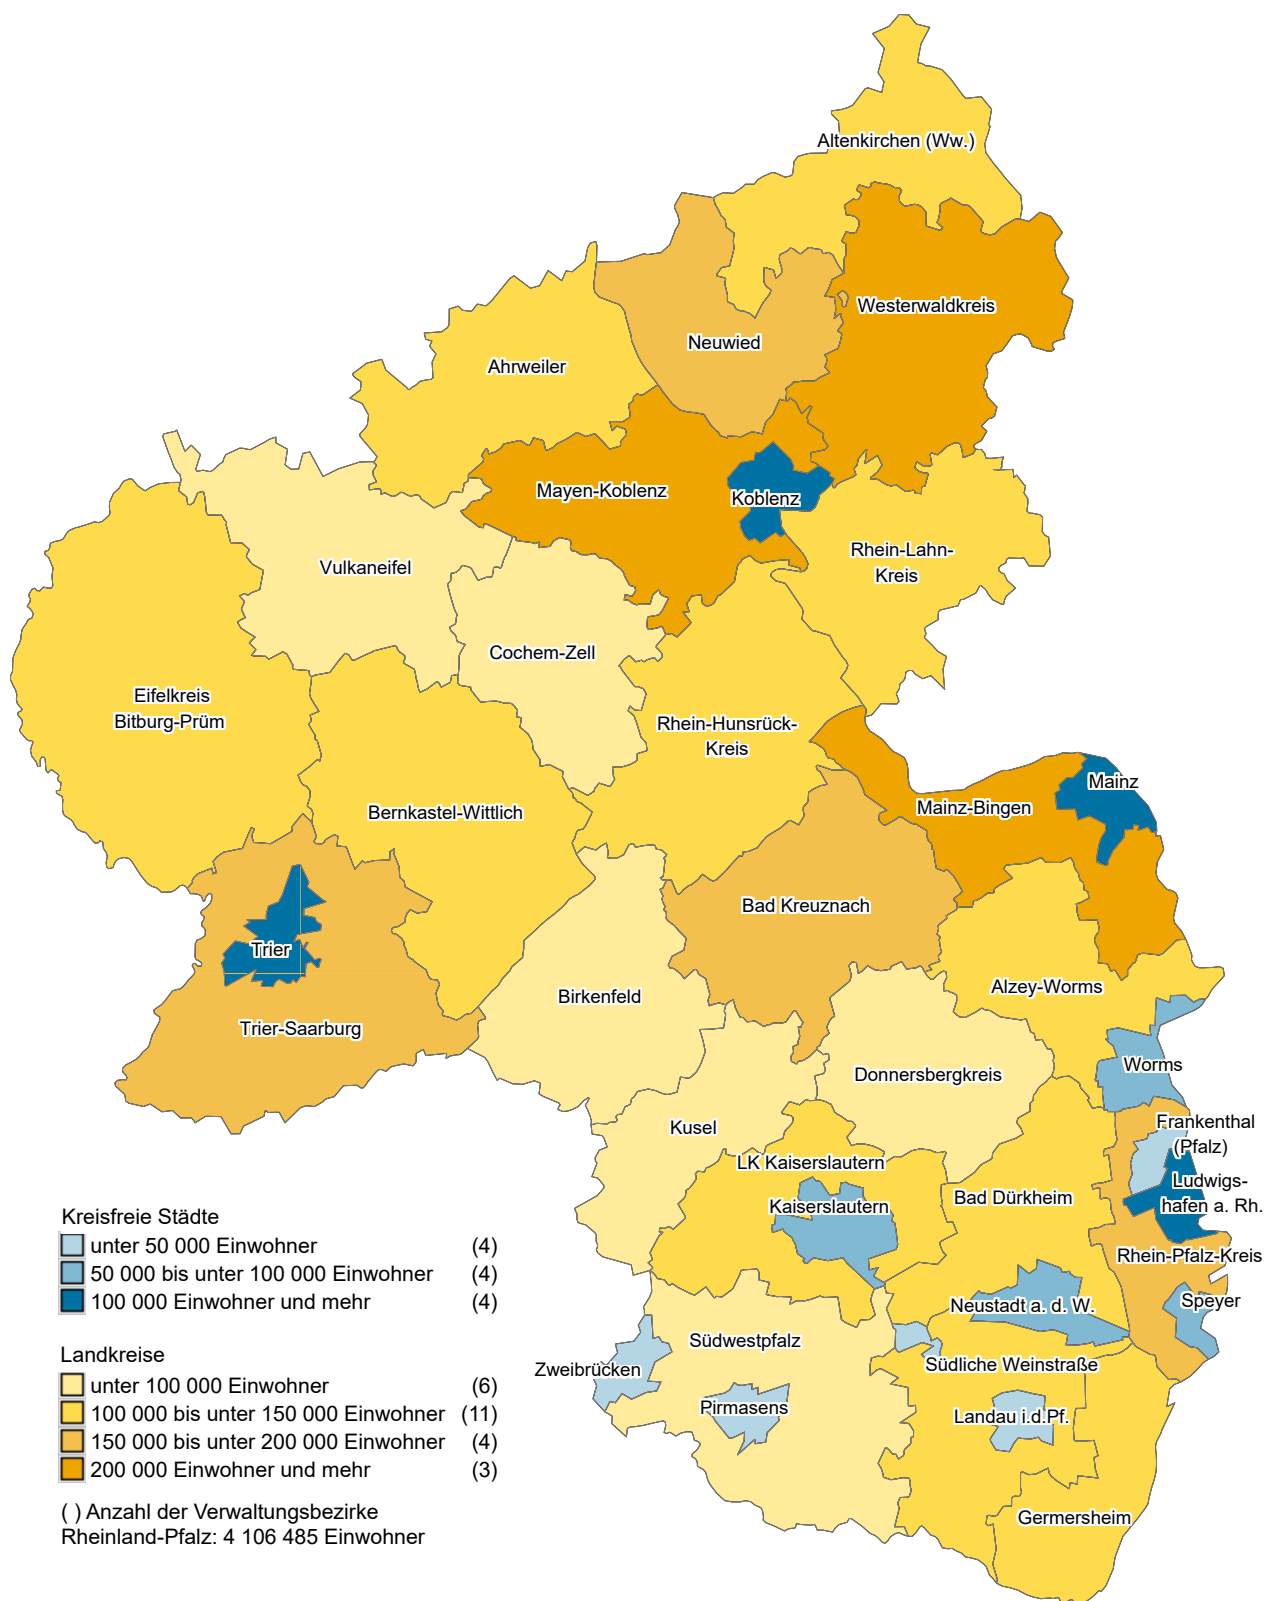 Altenkirchen (Ww.)
Westerwaldkreis
Neuwied
Ahrweiler
Mayen-Koblenz
Koblenz
Rhein-Lahn-
Kreis
Vulkaneifel
Cochem-Zell
Eifelkreis
Bitburg-Prüm
Rhein-Hunsrück-
Kreis
Mainz
Mainz-Bingen
Bernkastel-Wittlich
Bad Kreuznach
Trier
Alzey-Worms
Birkenfeld
Trier-Saarburg
Worms
Donnersbergkreis
Kusel
Frankenthal
(Pfalz)
LK Kaiserslautern
Ludwigs-
hafen a. Rh.
Bad Dürkheim
Kaiserslautern
Rhein-Pfalz-Kreis
Speyer
Neustadt a. d. W.
Südwestpfalz
Südliche Weinstraße
Zweibrücken
Pirmasens
Landau i.d.Pf.
Germersheim
Kreisfreie Städte
unter 50 000 Einwohner (4)
50 000 bis unter 100 000 Einwohner (4)
100 000 Einwohner und mehr (4)
Landkreise
unter 100 000 Einwohner (6)
100 000 bis unter 150 000 Einwohner (11)
150 000 bis unter 200 000 Einwohner (4)
200 000 Einwohner und mehr (3)
( ) Anzahl der Verwaltungsbezirke
Rheinland-Pfalz: 4 106 485 Einwohner